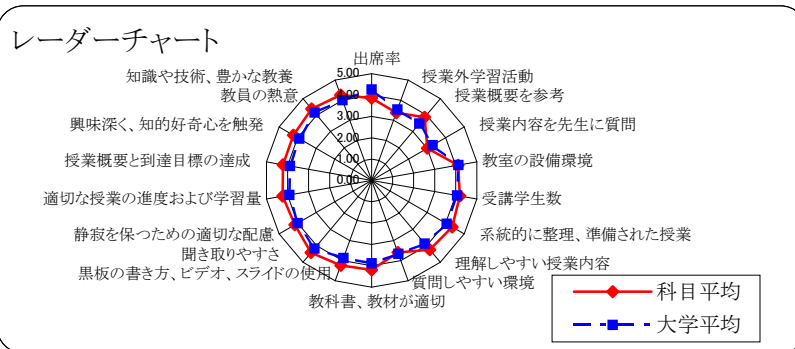 レーダーチャート
出席率
授業外学習活動
授業概要を参考
授業内容を先生に質問
教室の設備環境
受講学生数
系統的に整理、準備された授業
理解しやすい授業内容
質問しやすい環境
教科書、教材が適切
黒板の書き方、ビデオ、スライドの使用
聞き取りやすさ
静寂を保つための適切な配慮
適切な授業の進度および学習量
授業概要と到達目標の達成
興味深く、知的好奇心を触発
教員の熱意
知識や技術、豊かな教養
5.00
4.00
3.00
2.00
1.00
0.00
科目平均
大学平均